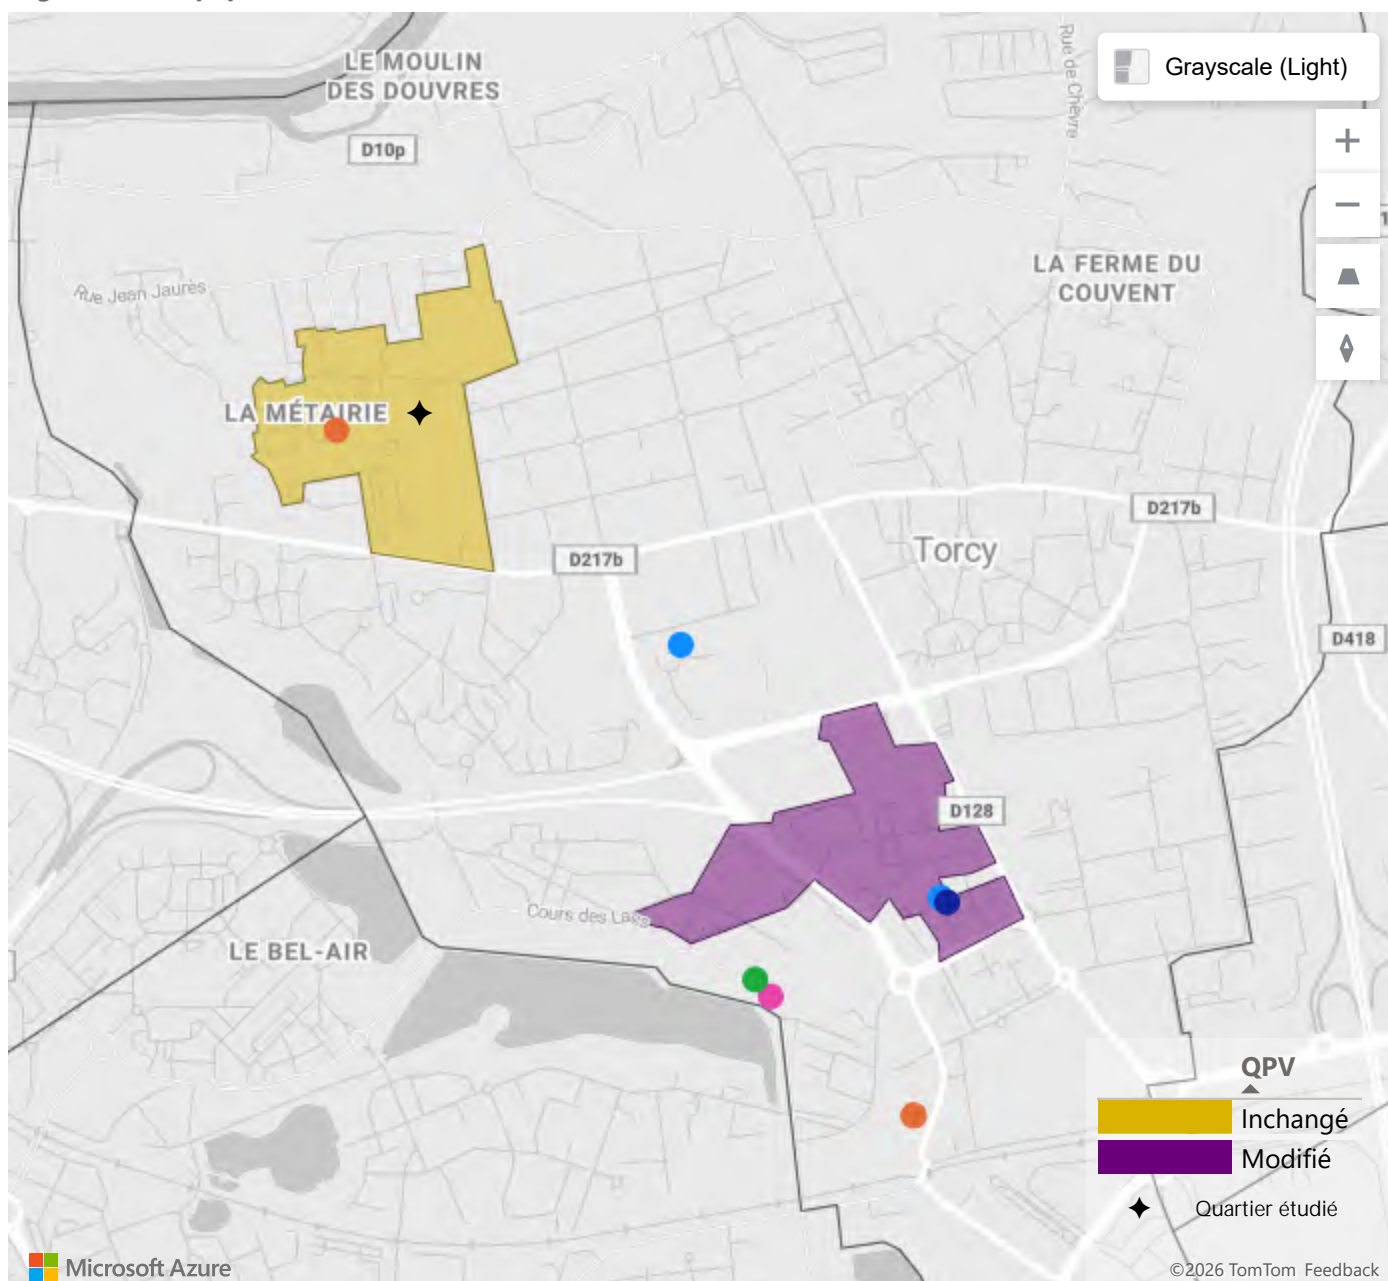 LE MOULIN
DES DOUVRES
Rue de Chèvre
Grayscale (Light)
D10p
LA FERME DU
COUVENT
Rue Jean Jaurès
LA MÉTAIRIE
D217b
D217b
Torcy
D418
D128
Cours des Lacs
LE BEL-AIR
QPV
Inchangé
Modifié
Quartier étudié
Microsoft Azure
©2026 TomTom Feedback